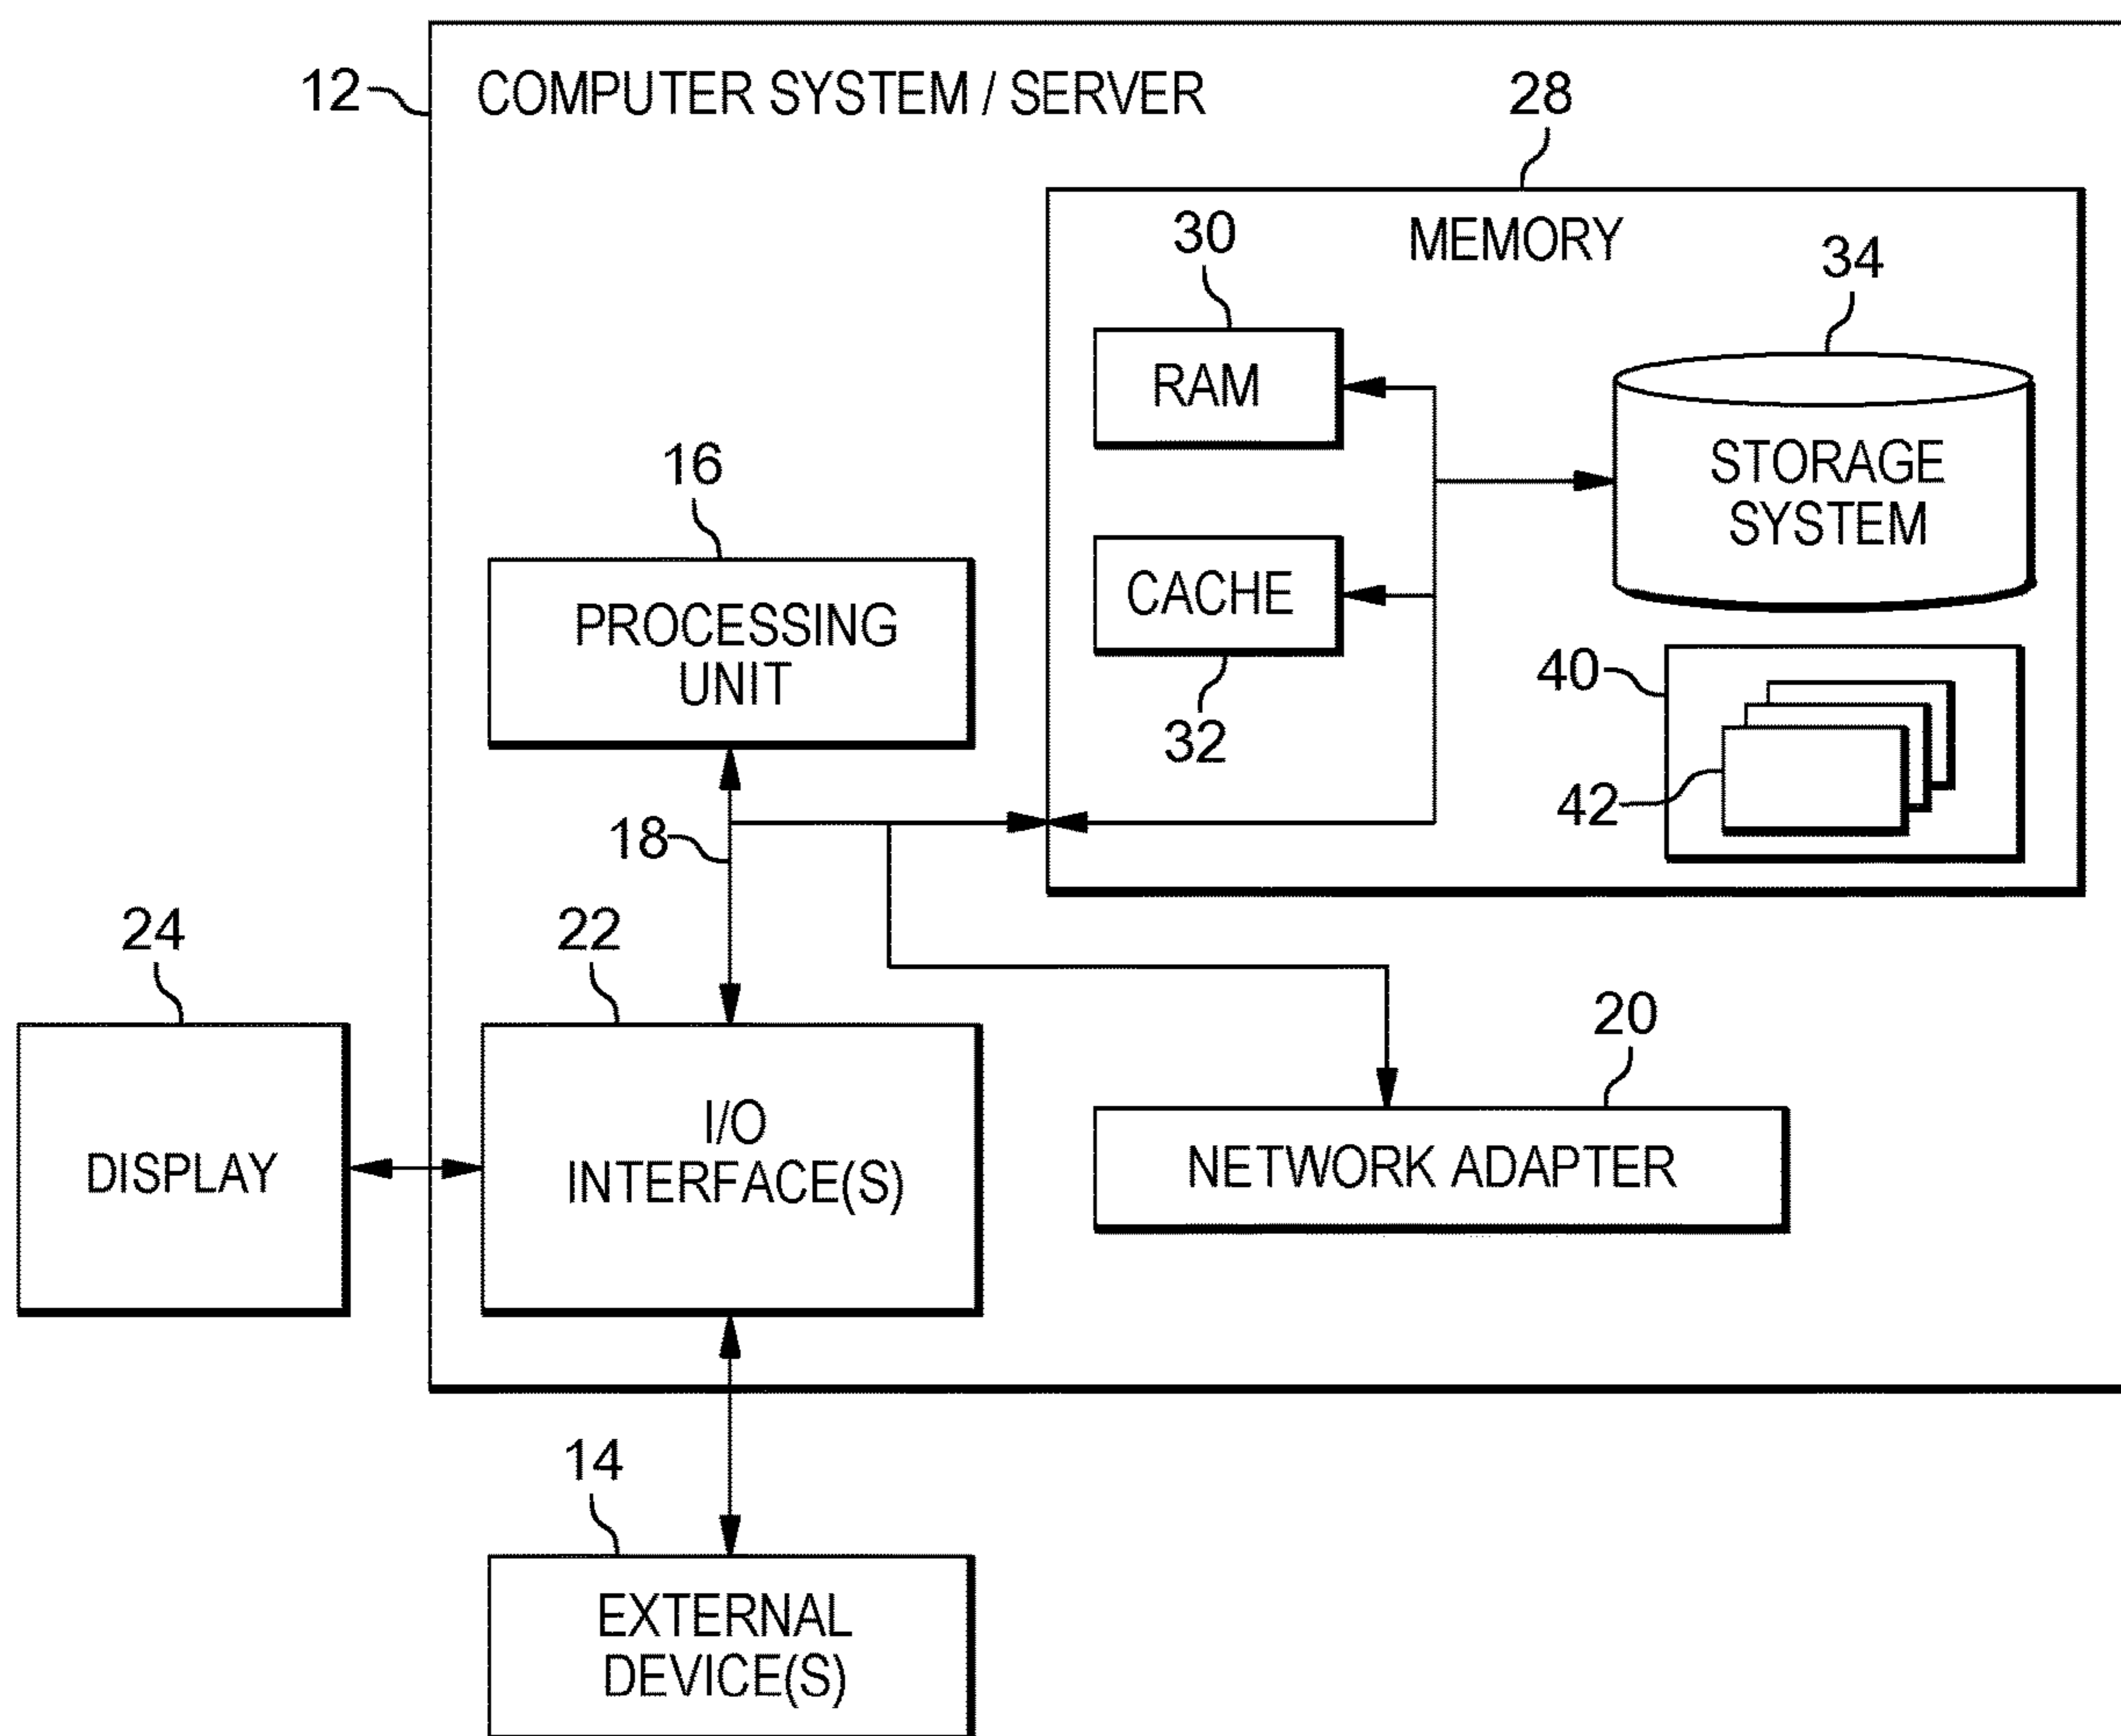 12
COMPUTER SYSTEM / SERVER
28
MEMORY
30
RAM
34
STORAGE
SYSTEM
16
PROCESSING
UNIT
CACHE
32
40
42
18
24
DISPLAY
22
I/O
INTERFACE(S)
20
NETWORK ADAPTER
14
EXTERNAL
DEVICE(S)